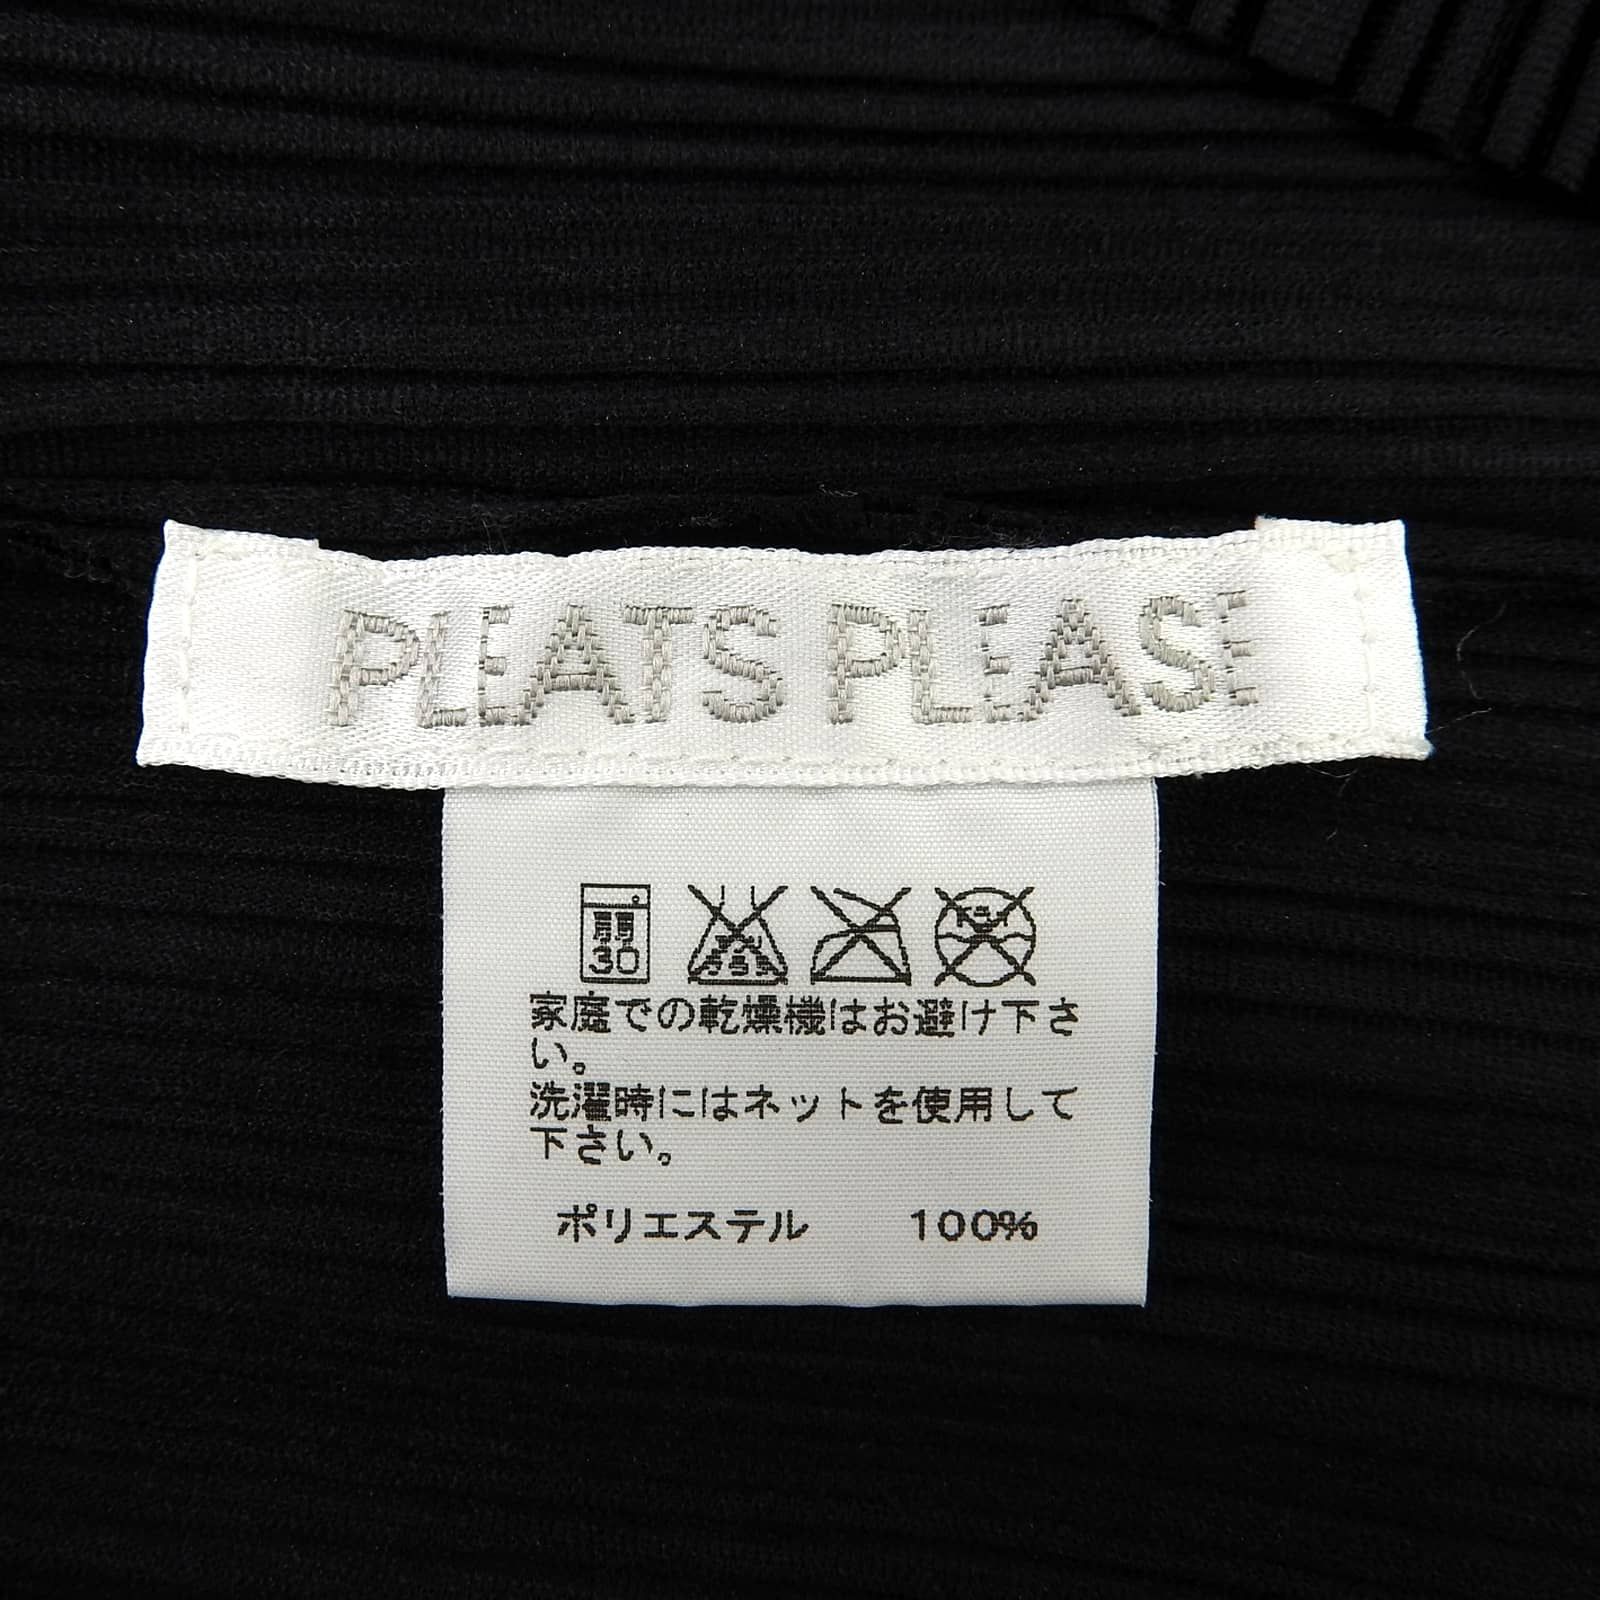 PLEATS PLEASE
弱
30
家庭での乾燥機はお避け下さ
い。
洗濯時にはネットを使用して
下さい。
ポリエステル 100%